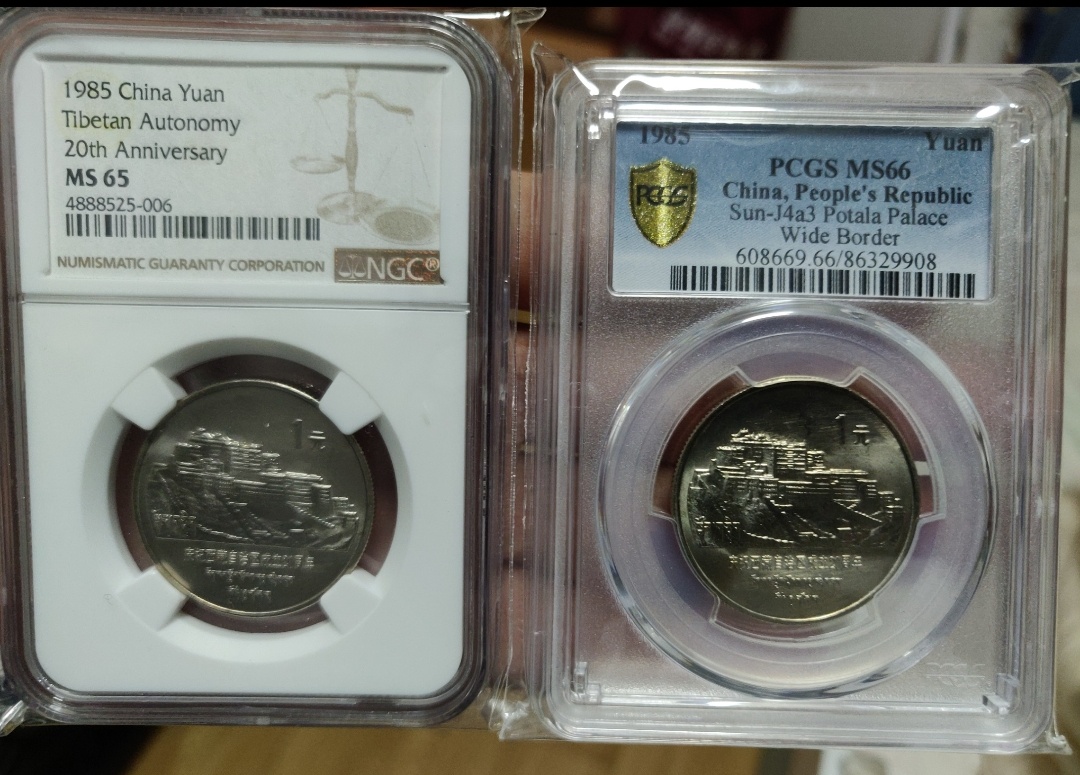 1985 China Yuan
Tibetan Autonomy
20th Anniversary
MS 65
4888525-006
NUMISMATIC GUARANTY CORPORATION NGC®
1元
1985 Yuan
PCGS
PCGS MS66
China, People's Republic
Sun-J4a3 Potala Palace
Wide Border
608669.66/86329908
1元